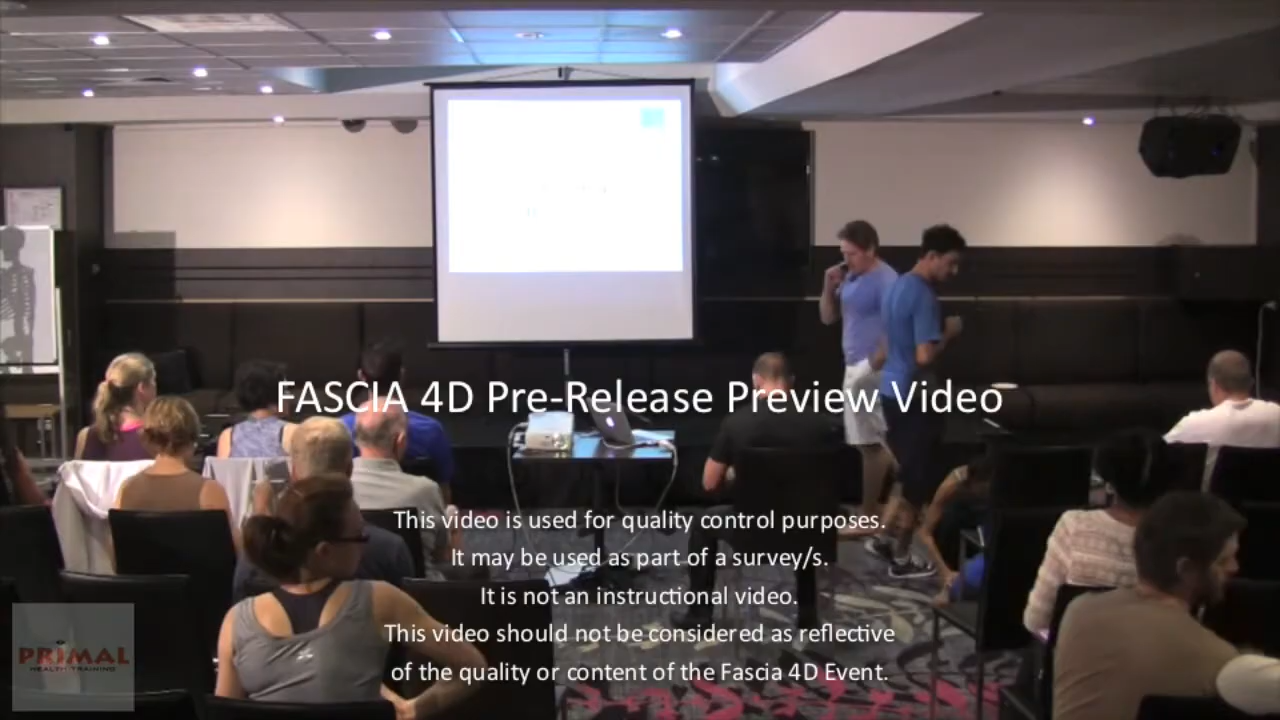 FASCIA 4D Pre-Release Preview Video
This video is used for quality control purposes.
It may be used as part of a survey/s.
It is not an instructional video.
This video should not be considered as reflective
of the quality or content of the Fascia 4D Event.
PRIMAL
HEALTH TRAINING